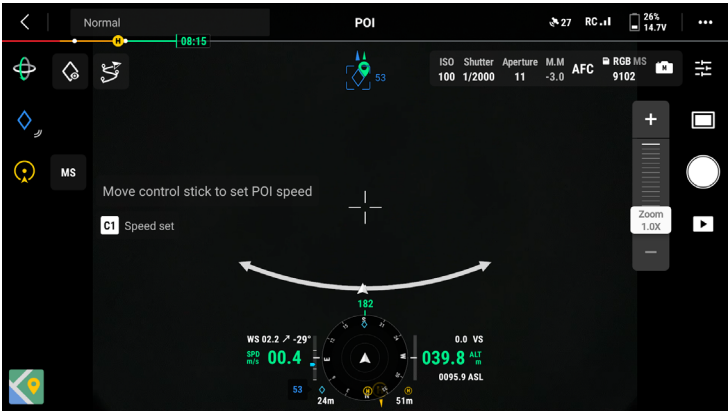 Normal
POI
27
RC
26%
14.7V
08:15
H
53
ISO Shutter Aperture M.M AFC RGB MS
100 1/2000 11 -3.0 9102
M
MS
Move control stick to set POI speed
C1 Speed set
+
Zoom
1.0X
−
182
S
WS 02.2 ↗ -29°
0.0 VS
SPD
m/s
00.4
E
W
039.8 ALT
m
0095.9 ASL
53
24m
H
N
H
51m